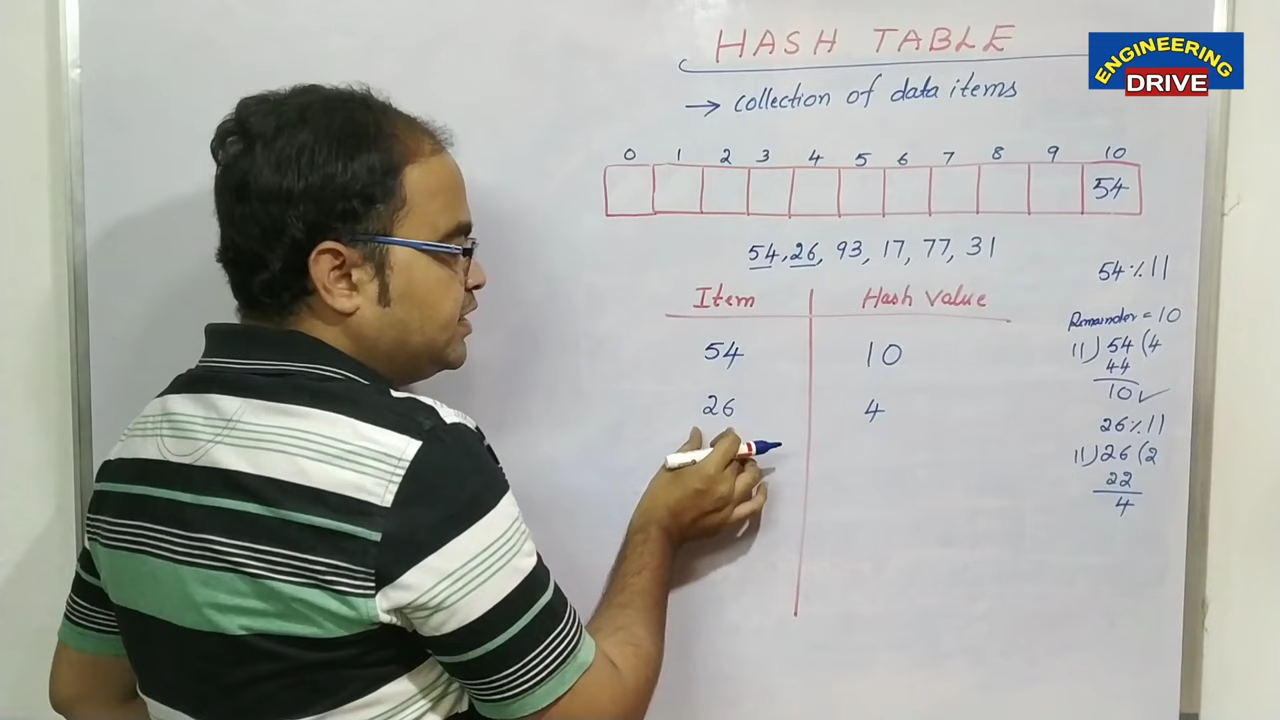 HASH TABLE
ENGINEERING
DRIVE
→ collection of data items
0 1 2 3 4 5 6 7 8 9 10
54
54, 26, 93, 17, 77, 31
54 % 11
Item Hash Value
Remainder = 10
54 10
11) 54 (4
44
10 ✓
26 4
26 % 11
11) 26 (2
22
4